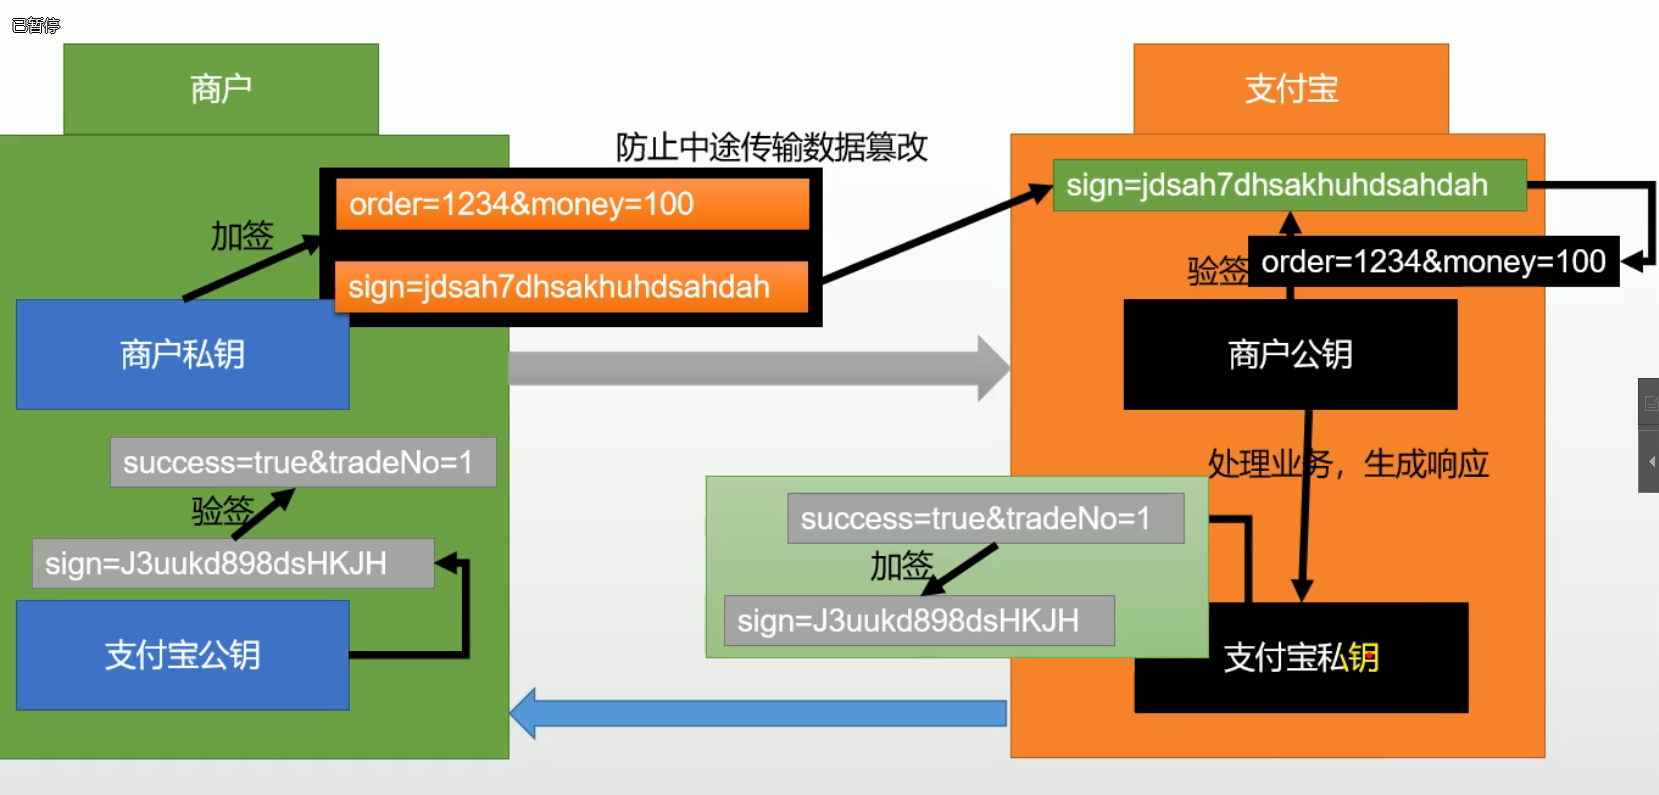 已暂停
商户
支付宝
防止中途传输数据篡改
order=1234&money=100
sign=jdsah7dhsakhuhdsahdah
加签
sign=jdsah7dhsakhuhdsahdah
验签
order=1234&money=100
商户私钥
商户公钥
success=true&tradeNo=1
验签
sign=J3uukd898dsHKJH
支付宝公钥
处理业务，生成响应
success=true&tradeNo=1
加签
sign=J3uukd898dsHKJH
支付宝私钥